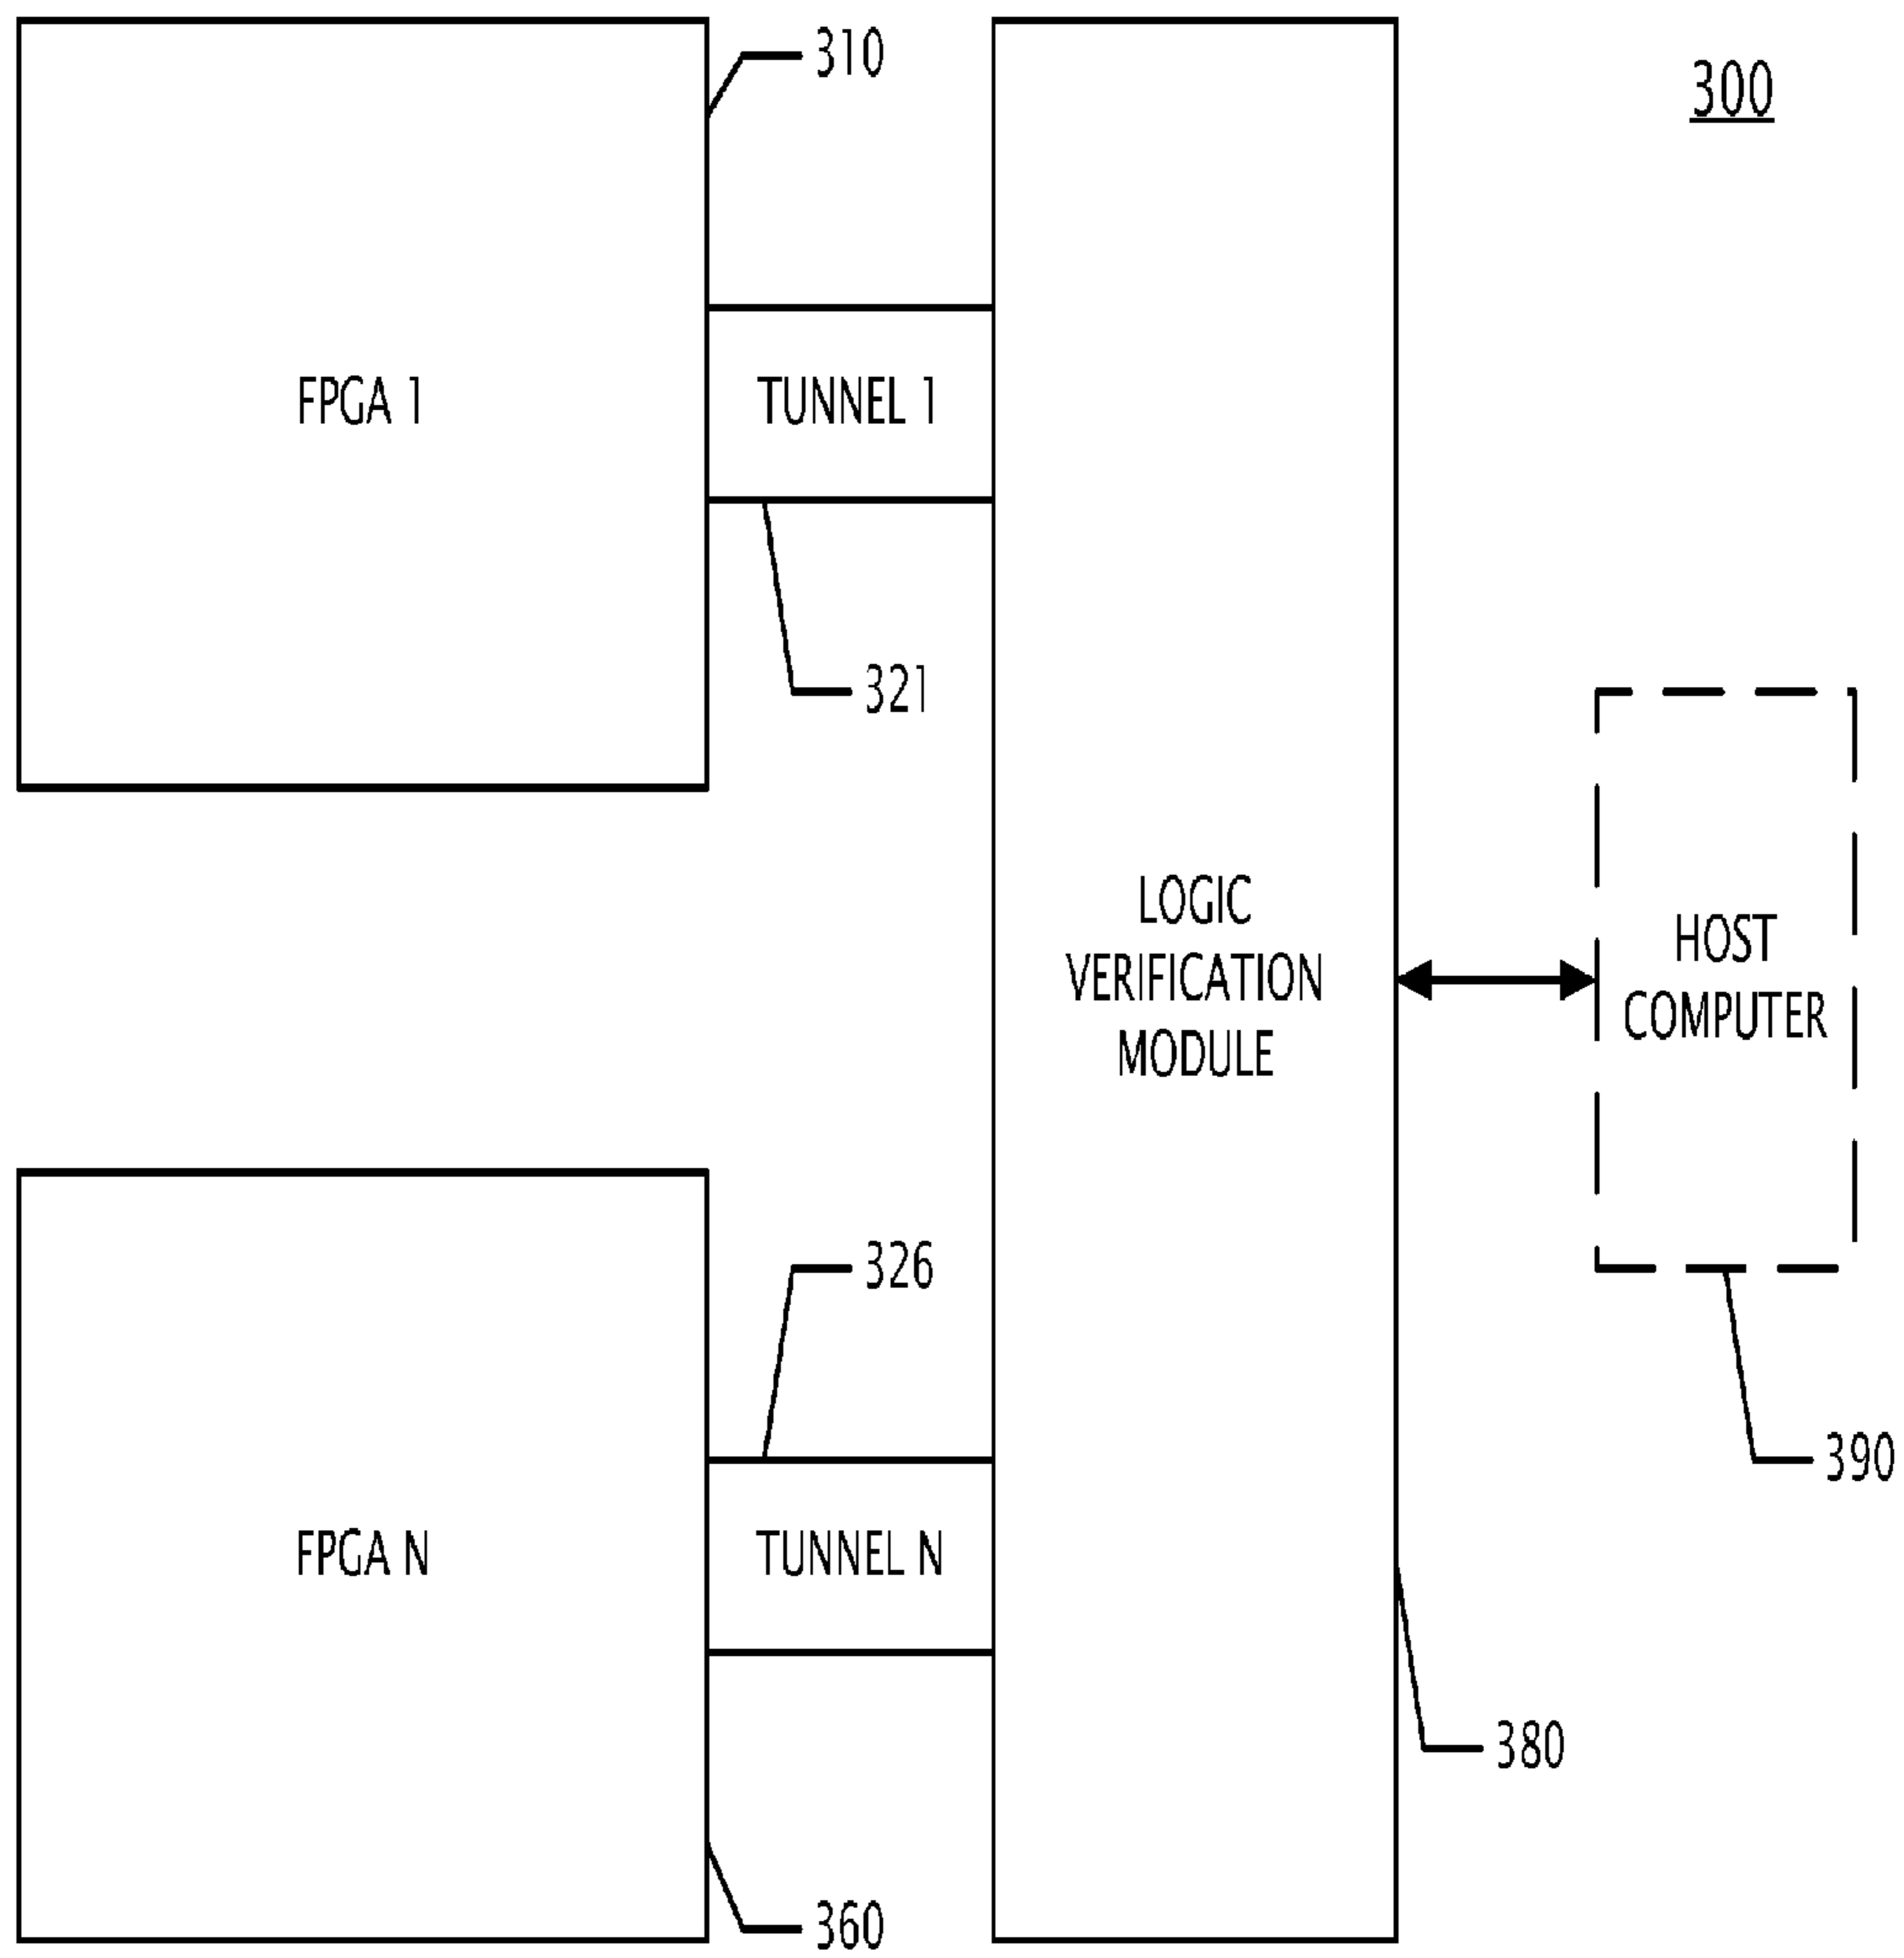 310
300
FPGA 1
TUNNEL 1
321
LOGIC
VERIFICATION
MODULE
HOST
COMPUTER
326
390
FPGA N
TUNNEL N
380
360